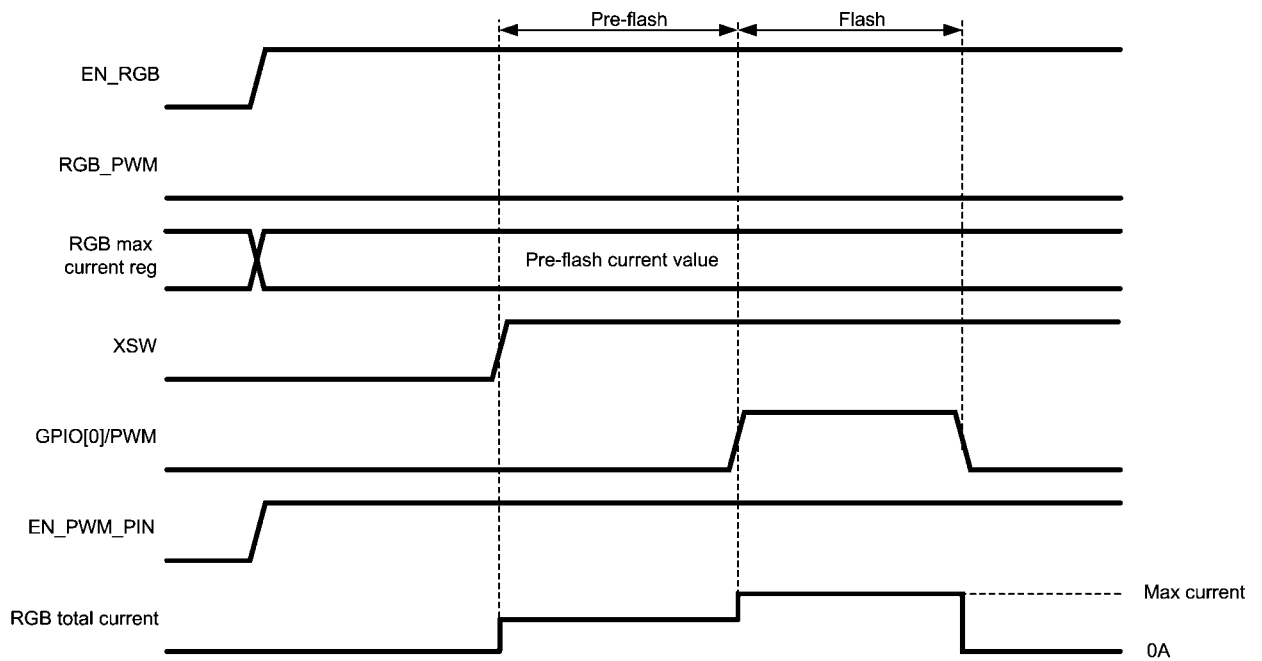 Pre-flash
Flash
EN_RGB
RGB_PWM
RGB max
current reg
Pre-flash current value
XSW
GPIO[0]/PWM
EN_PWM_PIN
RGB total current
Max current
0A